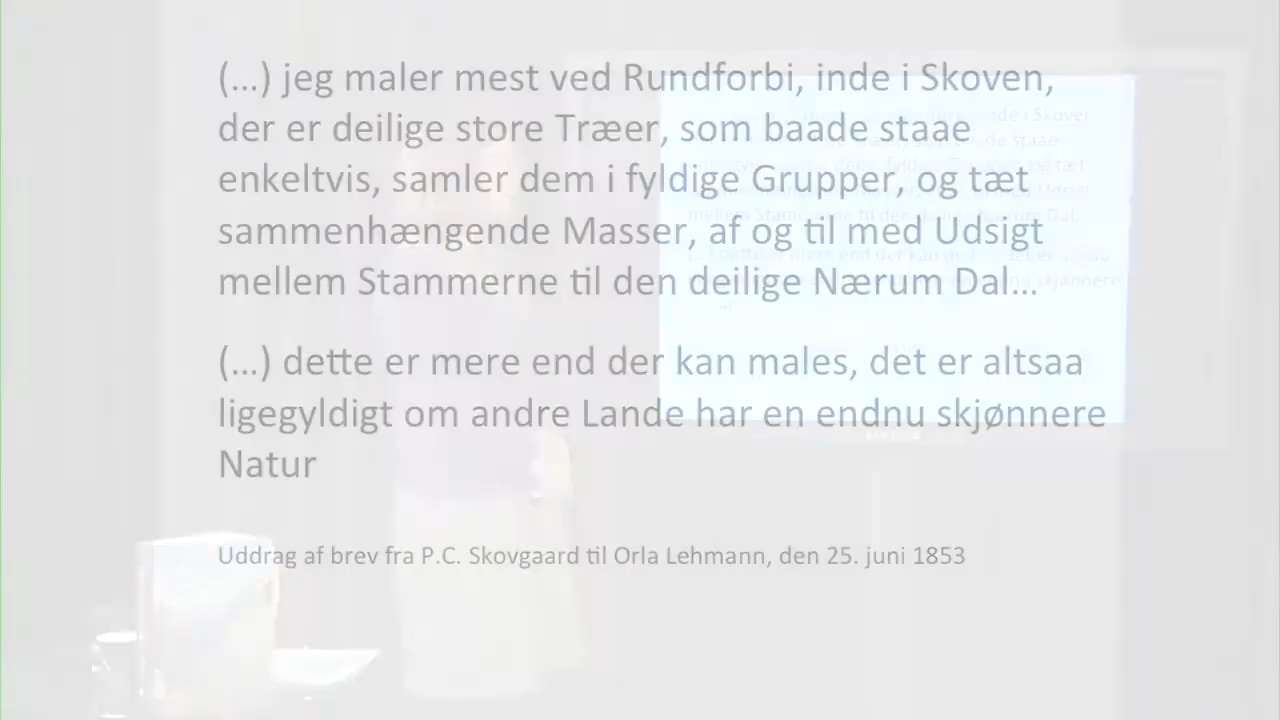 (…) jeg maler mest ved Rundforbi, inde i Skoven,
der er deilige store Træer, som baade staae
enkeltvis, samler dem i fyldige Grupper, og tæt
sammenhængende Masser, af og til med Udsigt
mellem Stammerne til den deilige Nærum Dal…
(…) dette er mere end der kan males, det er altsaa
ligegyldigt om andre Lande har en endnu skjønnere
Natur
Uddrag af brev fra P.C. Skovgaard til Orla Lehmann, den 25. juni 1853